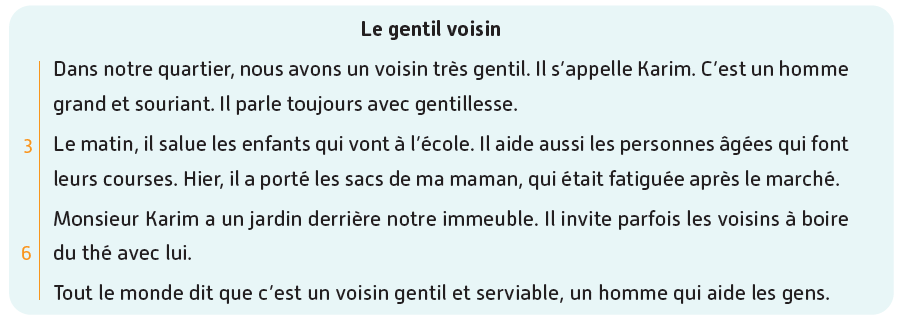 Le gentil voisin
Dans notre quartier, nous avons un voisin très gentil. Il s'appelle Karim. C'est un homme
grand et souriant. Il parle toujours avec gentillesse.
3 Le matin, il salue les enfants qui vont à l'école. Il aide aussi les personnes âgées qui font
leurs courses. Hier, il a porté les sacs de ma maman, qui était fatiguée après le marché.
Monsieur Karim a un jardin derrière notre immeuble. Il invite parfois les voisins à boire
6 du thé avec lui.
Tout le monde dit que c'est un voisin gentil et serviable, un homme qui aide les gens.